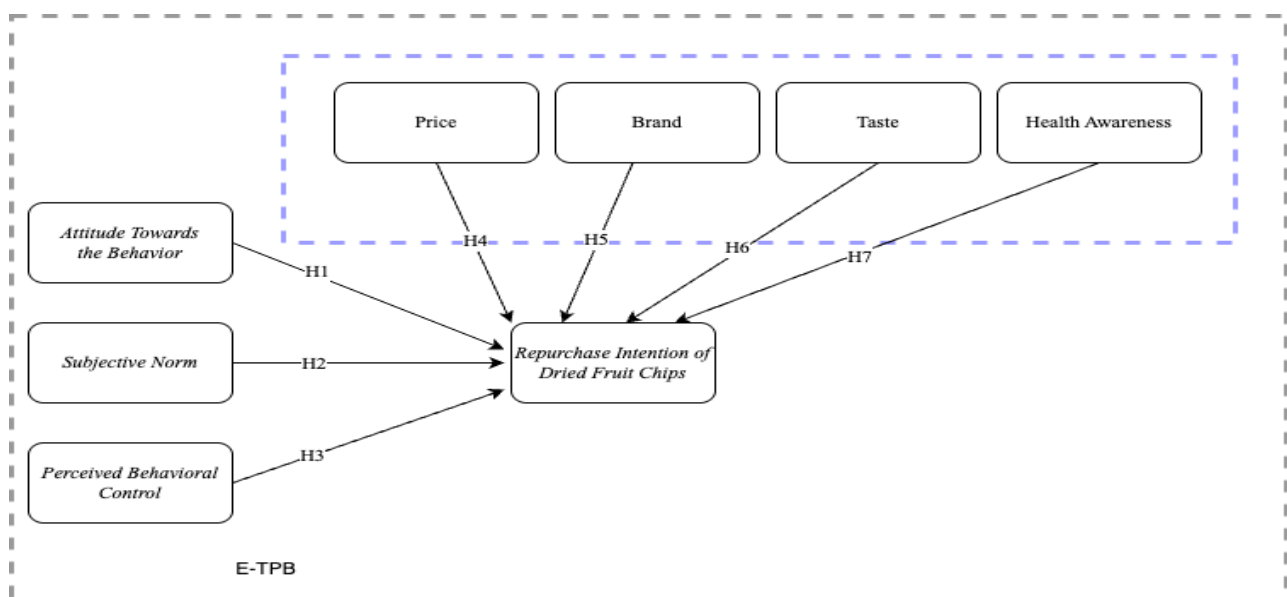 Price
Brand
Taste
Health Awareness
Attitude Towards
the Behavior
H4
H5
H6
H7
H1
Subjective Norm
H2
Repurchase Intention of
Dried Fruit Chips
H3
Perceived Behavioral
Control
E-TPB